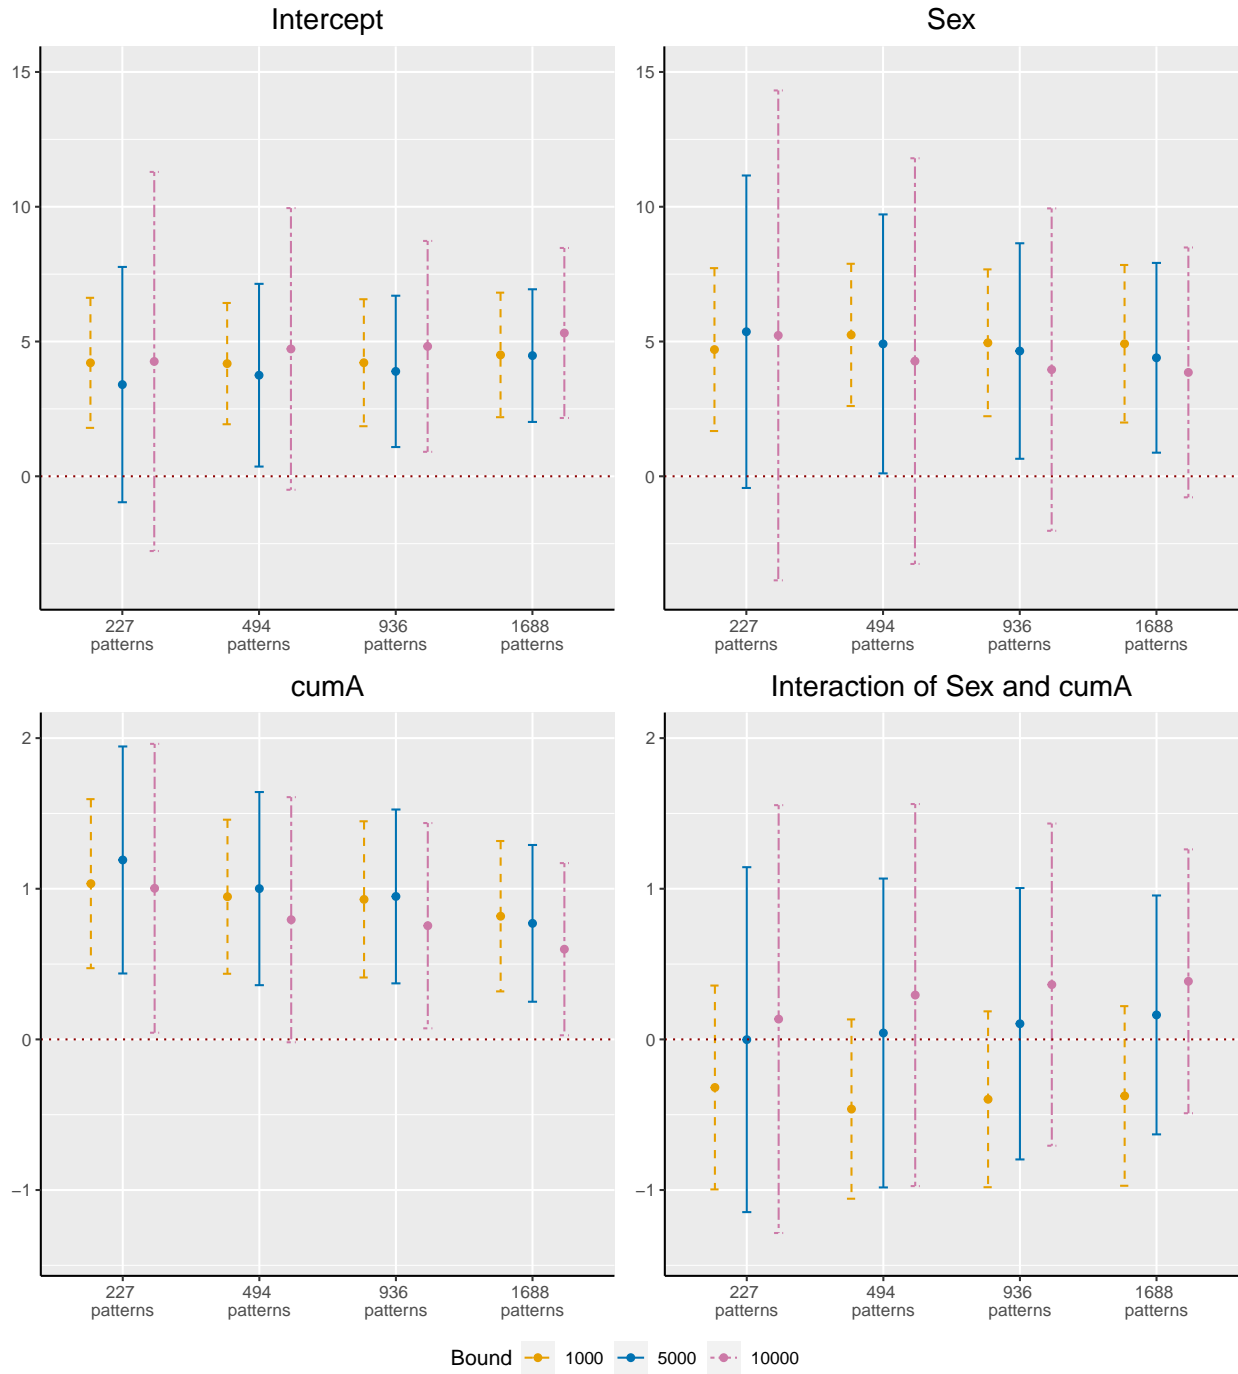 Intercept
Sex
15
10
5
0
15
10
5
0
227
patterns
494
patterns
936
patterns
1688
patterns
227
patterns
494
patterns
936
patterns
1688
patterns
cumA
Interaction of Sex and cumA
2
1
0
−1
2
1
0
−1
227
patterns
494
patterns
936
patterns
1688
patterns
227
patterns
494
patterns
936
patterns
1688
patterns
Bound 1000 5000 10000